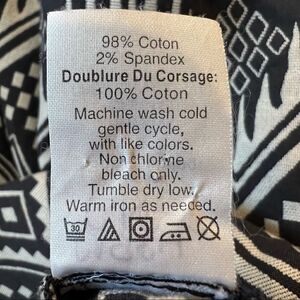 98% Coton
2% Spandex
Doublure Du Corsage:
100% Coton
Machine wash cold
gentle cycle,
with like colors.
Non chlorine
bleach only.
Tumble dry low.
Warm iron as needed.
30